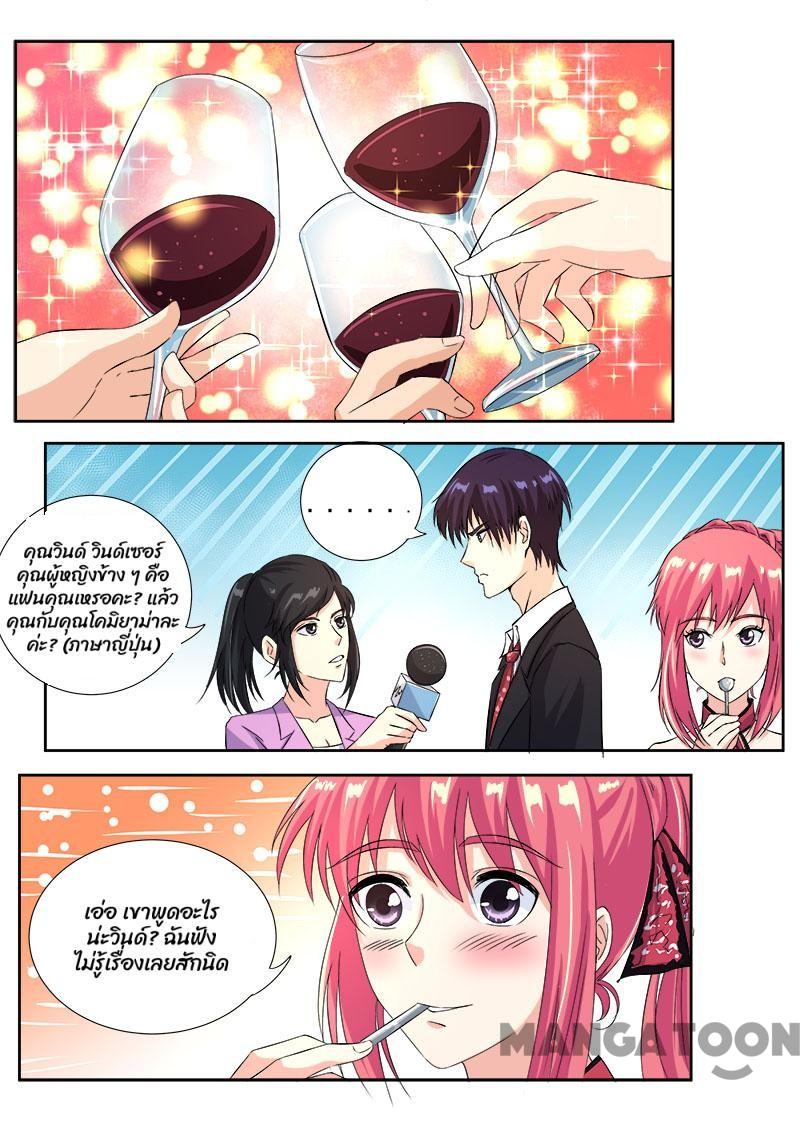 . . . . . .
คุณวินด์ วินด์เซอร์
คุณผู้หญิงข้าง ๆ คือ
แฟนคุณเหรอคะ? แล้ว
คุณกับคุณโคมิยาม่าละ
ค่ะ? (ภาษาญี่ปุ่น)
เอ่อ เขาพูดอะไร
น่ะวินด์? ฉันฟัง
ไม่รู้เรื่องเลยสักนิด
MANGATOON